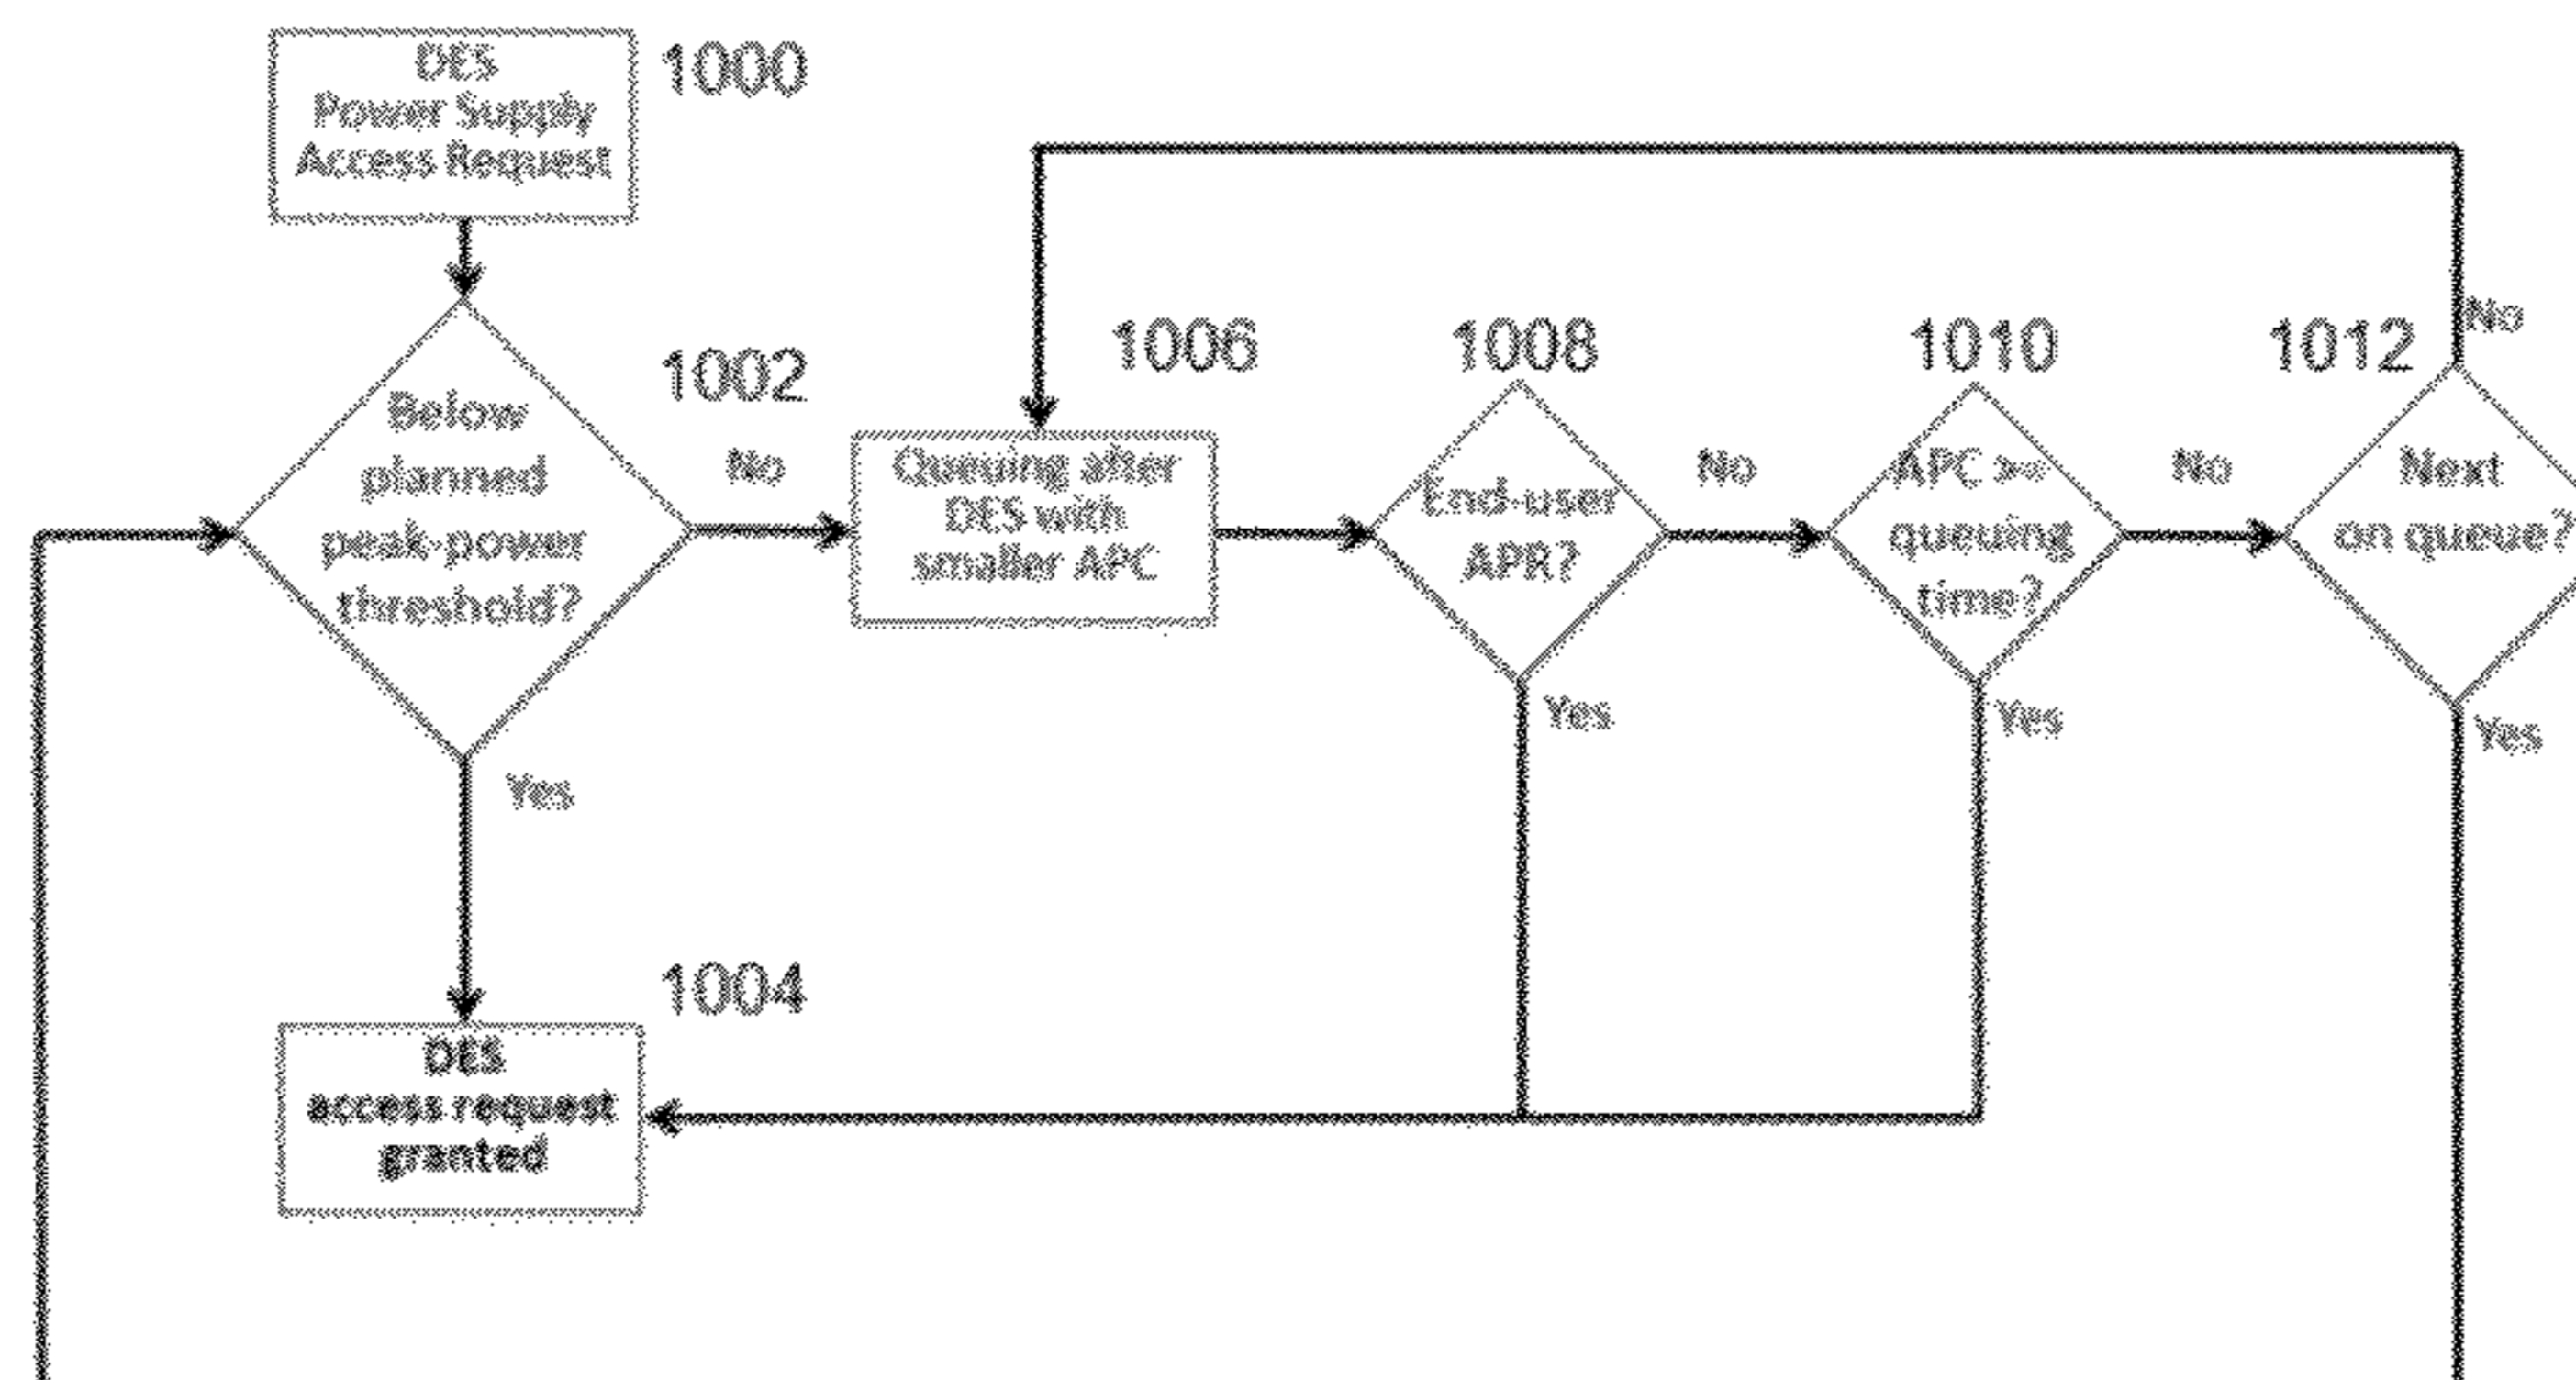 DES
Power Supply
Access Request
1000
Below
planned
peak-power
threshold?
1002
No
Yes
DES
access request
granted
1004
Queuing after
DES with
smaller APC
1006
End-user
APR?
1008
No
Yes
APC >=
queuing
time?
1010
No
Yes
Next
on queue?
1012
No
Yes